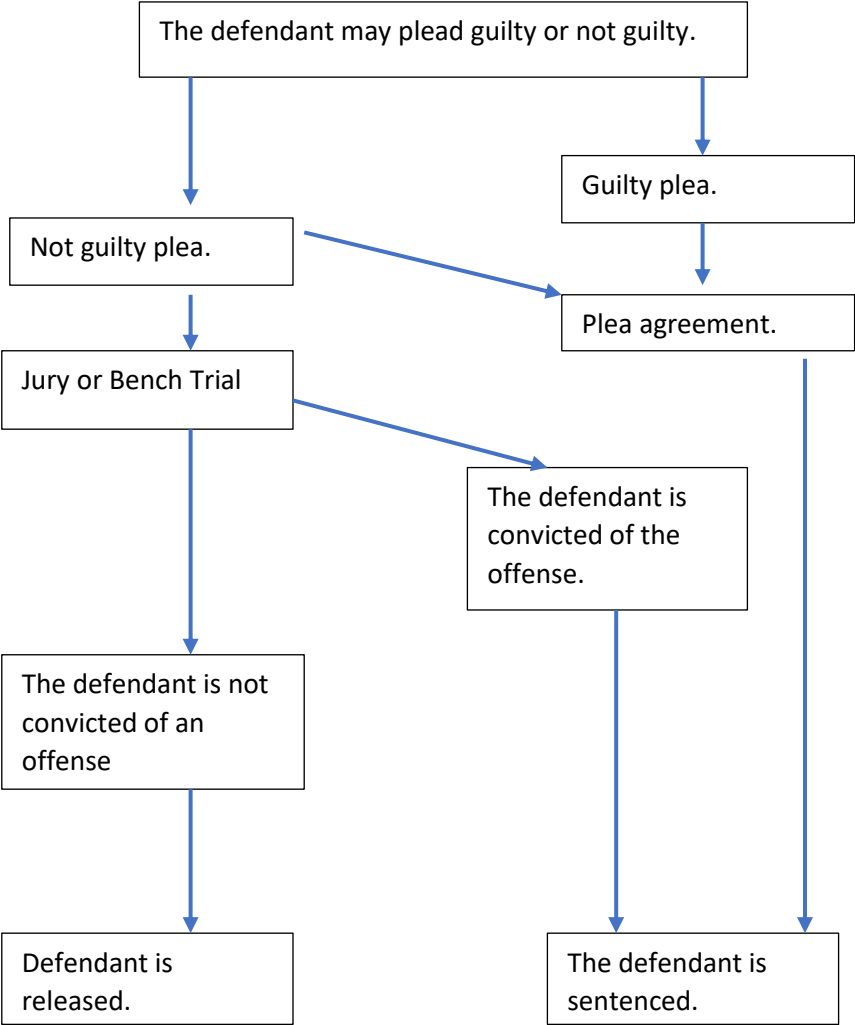 The defendant may plead guilty or not guilty.
Guilty plea.
Not guilty plea.
Plea agreement.
Jury or Bench Trial
The defendant is
convicted of the
offense.
The defendant is not
convicted of an
offense
Defendant is
released.
The defendant is
sentenced.